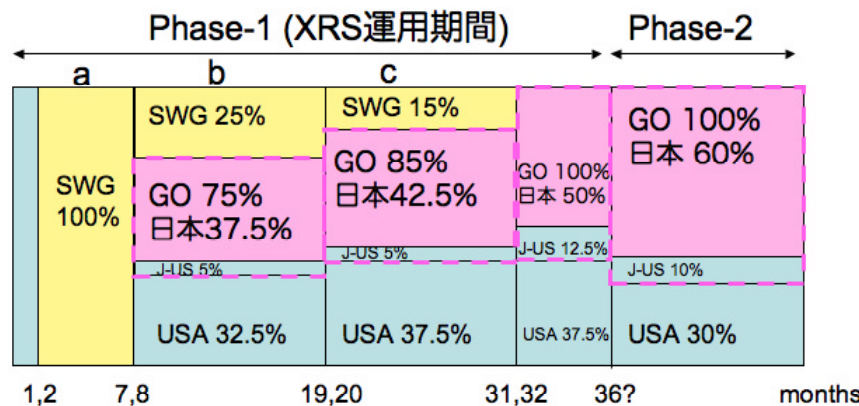 Phase-1 (XRS運用期間)
Phase-2
a
b
c
SWG
100%
SWG 25%
GO 75%
日本37.5%
J-US 5%
USA 32.5%
SWG 15%
GO 85%
日本42.5%
J-US 5%
USA 37.5%
GO 100%
日本 50%
J-US 12.5%
USA 37.5%
GO 100%
日本 60%
J-US 10%
USA 30%
1,2
7,8
19,20
31,32
36?
months